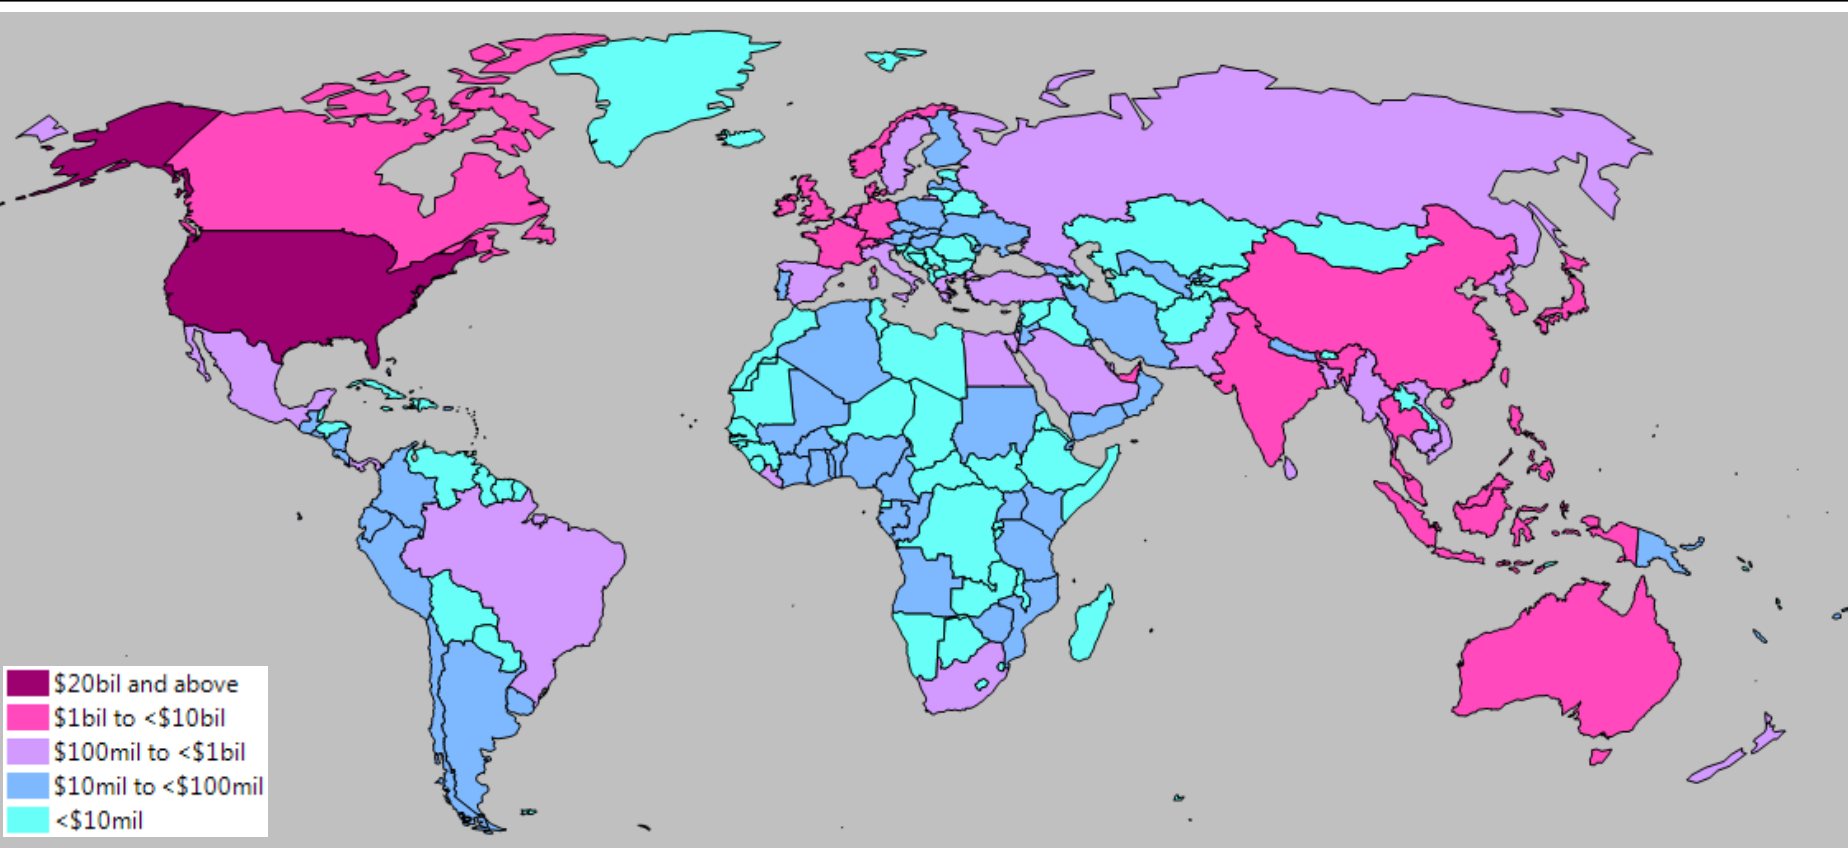 $20bil and above
$1bil to <$10bil
$100mil to <$1bil
$10mil to <$100mil
<$10mil